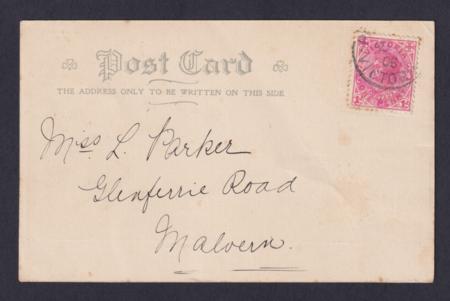 Post Card
THE ADDRESS ONLY TO BE WRITTEN ON THIS SIDE
Miss L. Parker
Glenferrie Road
Malvern.